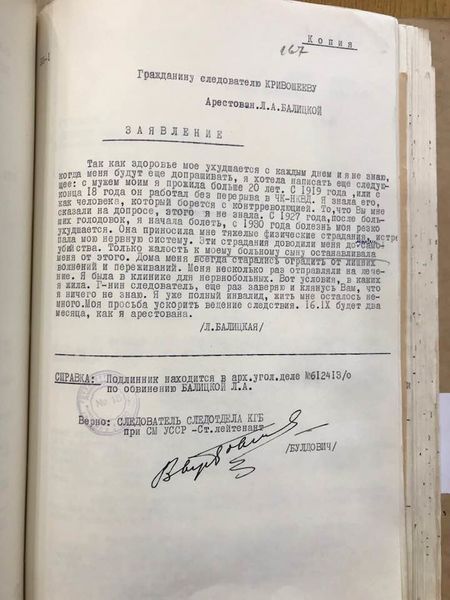 Копия
167
Гражданину следователю КРИВОШЕЕВУ
Арестован.Л.А.БАЛИЦКОЙ
ЗАЯВЛЕНИЕ
Так как здоровье мое ухудшается с каждым днем и я не знаю,
когда меня будут еще допрашивать, я хотела написать еще следую-
щее: с мужем моим я прожила больше 20 лет. С 1919 года ,или с
конца 18 года он работал без перерыва в ЧК-НКВД. Я знала его,
как человека, который борется с контрреволюцией. То,что Вы мне
сказали на допросе, этого я не знала. С 1927 года,после боль-
ших голодовок, я начала болеть, с 1930 года болезнь моя резко
ухудшается. Она приносила мне тяжелые физические страдания, истре
пала мою нервную систему. Эти страдания доводили меня до само-
убийства. Только жалость к моему больному сыну останавливала
меня от этого. Дома меня всегда старались оградить от лишних
волнений и переживаний. Меня несколько раз отправляли на лече-
ние. Я была в клинике для нервнобольных. Вот условия, в каких
я жила. Г-нин следователь, еще раз заверяю и клянусь Вам, что
я ничего не знаю. Я уже полный инвалид, жить мне осталось не-
много.Моя просьба ускорить ведение следствия. 16.IX будет два
месяца, как я арестована.
/Л.БАЛИЦКАЯ/
СПРАВКА: Подлинник находится в арх.угол.деле №612413/о
по обвинению БАЛИЦКОЙ Л.А.
Верно: СЛЕДОВАТЕЛЬ СЛЕДОТДЕЛА КГБ
при СМ УССР -Ст.лейтенант
/БУЛДОВИЧ/